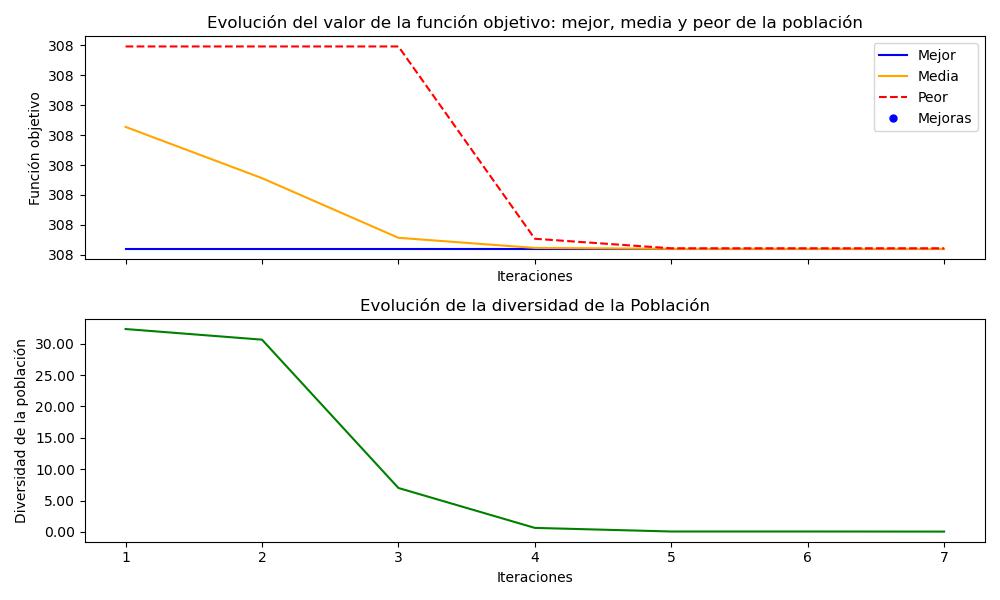 Evolución del valor de la función objetivo: mejor, media y peor de la población
308
308
308
308
308
308
308
308
Función objetivo
Mejor
Media
Peor
Mejoras
Iteraciones
Evolución de la diversidad de la Población
30.00
25.00
20.00
15.00
10.00
5.00
0.00
Diversidad de la población
1 2 3 4 5 6 7
Iteraciones